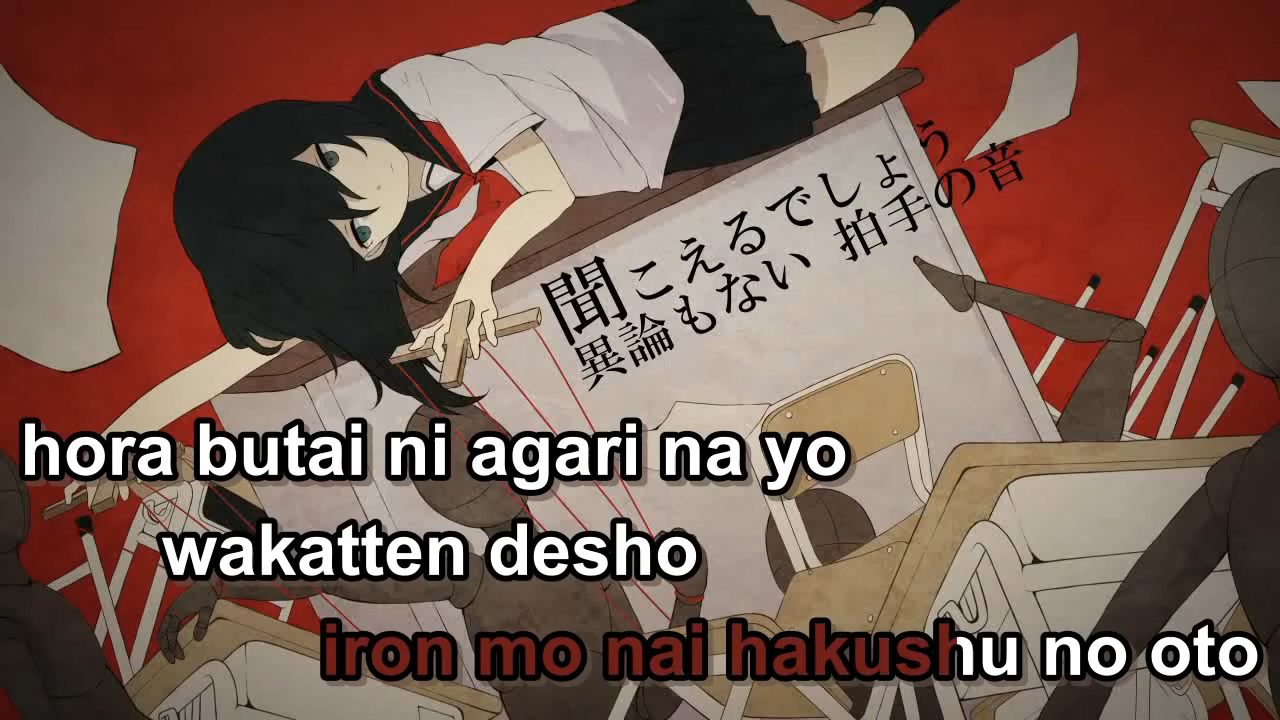 聞こえるでしょう
異論もない 拍手の音
hora butai ni agari na yo
wakatten desho
iron mo nai hakushu no oto